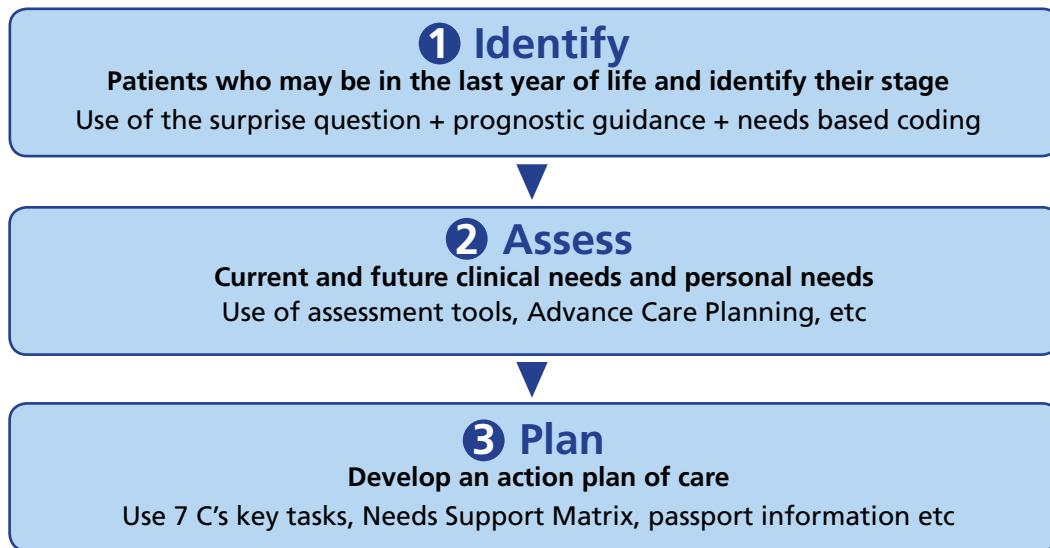 1 Identify
Patients who may be in the last year of life and identify their stage
Use of the surprise question + prognostic guidance + needs based coding
2 Assess
Current and future clinical needs and personal needs
Use of assessment tools, Advance Care Planning, etc
3 Plan
Develop an action plan of care
Use 7 C's key tasks, Needs Support Matrix, passport information etc